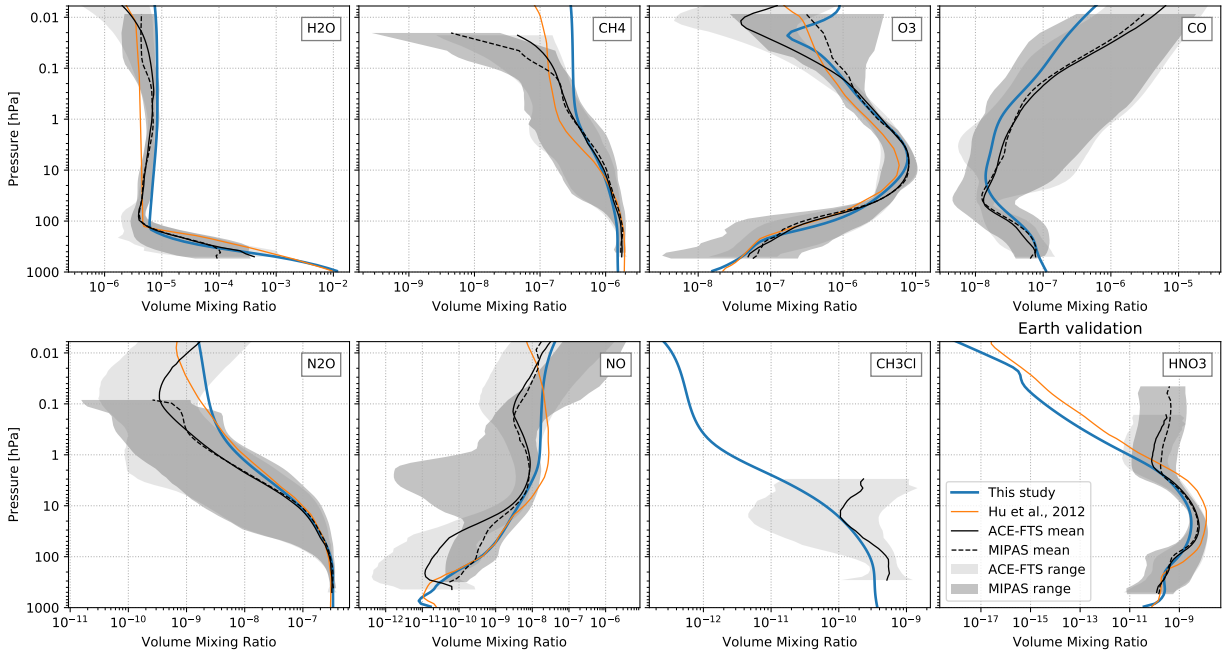 0.01
0.1
1
10
100
1000
Pressure [hPa]
H2O
CH4
O3
CO
10⁻⁶ 10⁻⁵ 10⁻⁴ 10⁻³ 10⁻²
10⁻⁹ 10⁻⁸ 10⁻⁷ 10⁻⁶
10⁻⁸ 10⁻⁷ 10⁻⁶ 10⁻⁵
10⁻⁸ 10⁻⁷ 10⁻⁶ 10⁻⁵
Volume Mixing Ratio
Volume Mixing Ratio
Volume Mixing Ratio
Volume Mixing Ratio
Earth validation
0.01
0.1
1
10
100
1000
Pressure [hPa]
N2O
NO
CH3Cl
HNO3
This study
Hu et al., 2012
ACE-FTS mean
MIPAS mean
ACE-FTS range
MIPAS range
10⁻¹¹ 10⁻¹⁰ 10⁻⁹ 10⁻⁸ 10⁻⁷
10⁻¹² 10⁻¹¹ 10⁻¹⁰ 10⁻⁹ 10⁻⁸ 10⁻⁷ 10⁻⁶
10⁻¹² 10⁻¹¹ 10⁻¹⁰ 10⁻⁹
10⁻¹⁷ 10⁻¹⁵ 10⁻¹³ 10⁻¹¹ 10⁻⁹
Volume Mixing Ratio
Volume Mixing Ratio
Volume Mixing Ratio
Volume Mixing Ratio